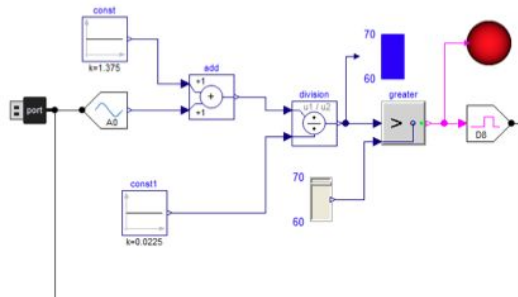 const
k=1.375
port
A0
add
+1
+1
+
const1
k=0.0225
division
u1 / u2
70
60
greater
>
70
60
D8